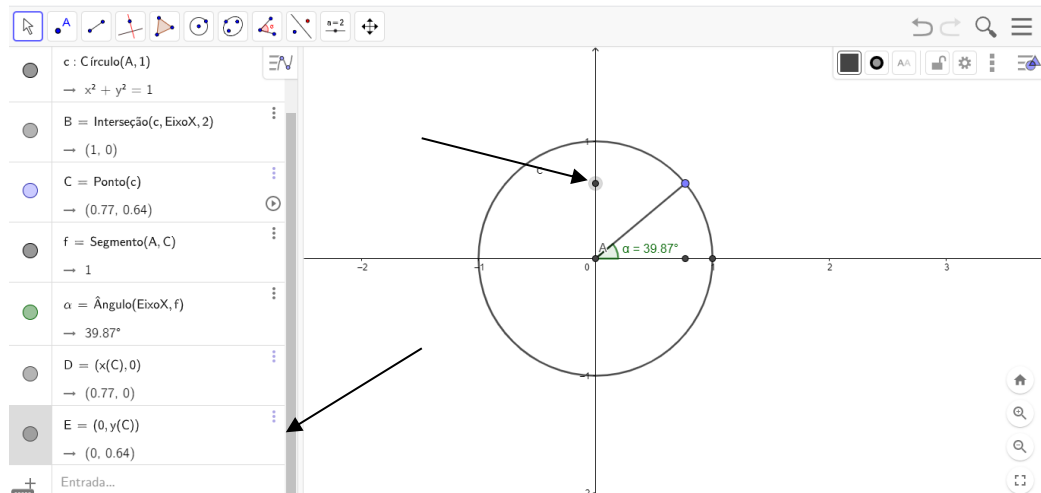 A
a=2
AA
c : Círculo(A, 1)
→ x² + y² = 1
B = Interseção(c, EixoX, 2)
→ (1, 0)
C = Ponto(c)
→ (0.77, 0.64)
f = Segmento(A, C)
→ 1
α = Ângulo(EixoX, f)
→ 39.87°
D = (x(C), 0)
→ (0.77, 0)
E = (0, y(C))
→ (0, 0.64)
Entrada...
1
c
A
α = 39.87°
−2
−1
0
1
2
3
−1